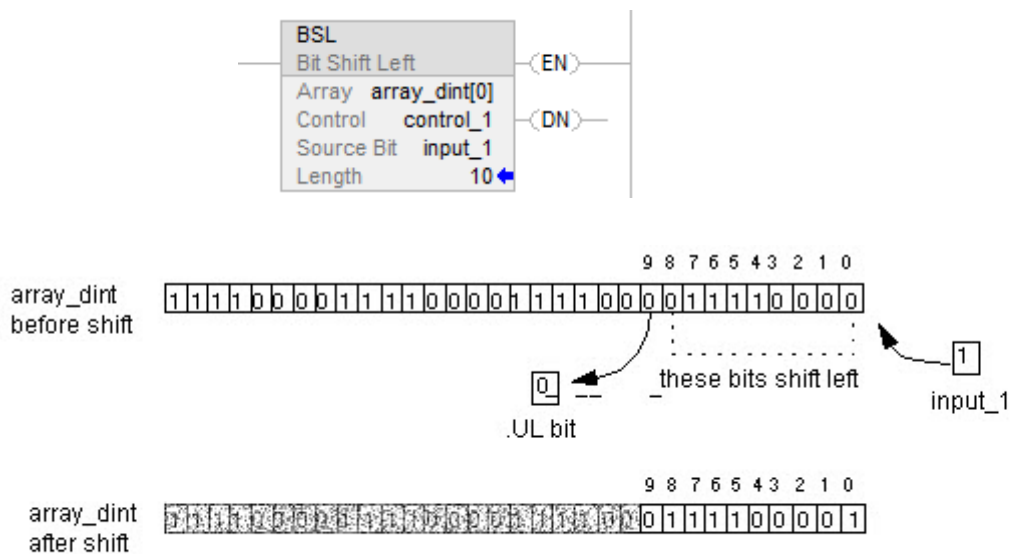 BSL
Bit Shift Left
EN
Array array_dint[0]
Control control_1
DN
Source Bit input_1
Length 10
9 8 7 6 5 4 3 2 1 0
array_dint
before shift
1 1 1 1 0 0 0 0 1 1 1 1 0 0 0 0 1 1 1 1 0 0 0 0 1 1 1 1 0 0 0 0
these bits shift left
1
input_1
0
.UL bit
9 8 7 6 5 4 3 2 1 0
array_dint
after shift
0 1 1 1 1 0 0 0 0 1